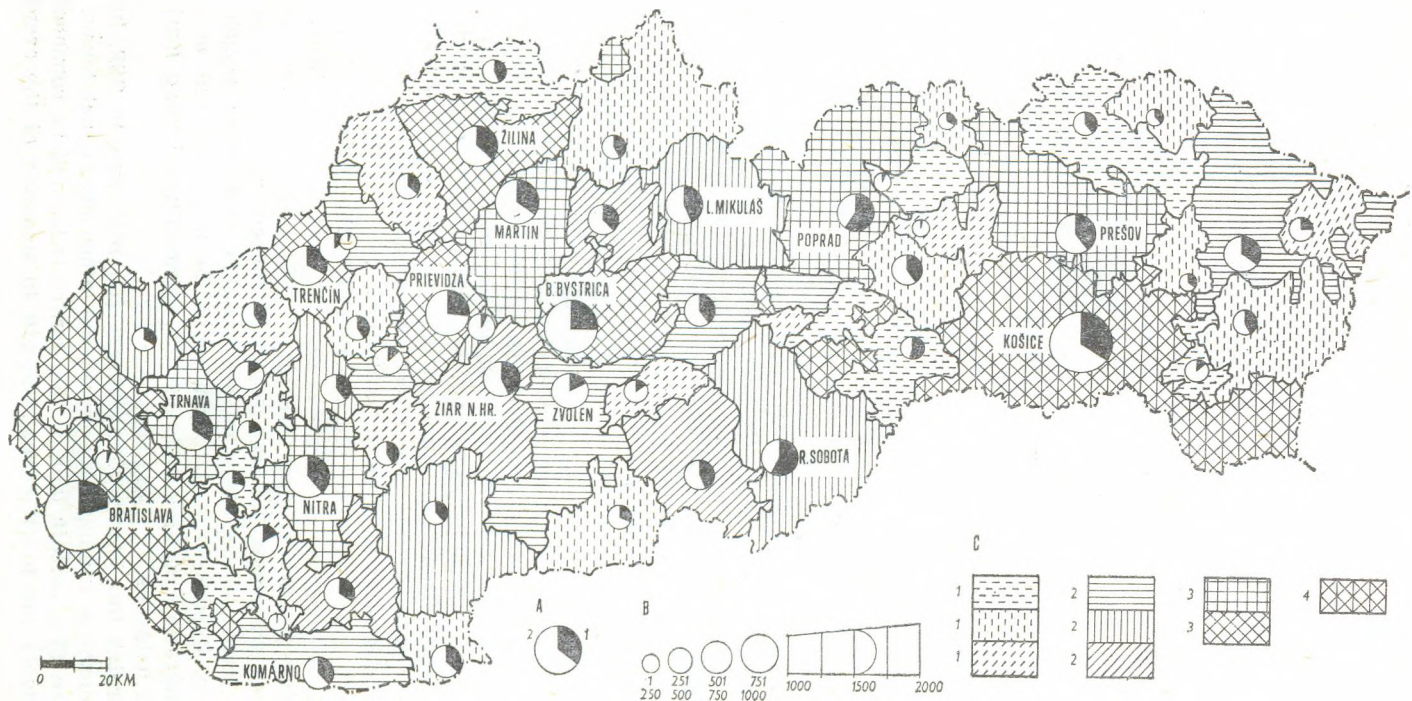 ŽILINA
MARTIN
L. MIKULÁŠ
POPRAD
PREŠOV
TRENČÍN
PRIEVIDZA
B. BYSTRICA
KOŠICE
TRNAVA
ŽIAR N. HR.
ZVOLEN
R. SOBOTA
NITRA
BRATISLAVA
KOMÁRNO
0 20 KM
A
2 1
B
1 251 501 751
250 500 750 1000
1000 1500 2000
C
1 2 3 4
1 2 3
1 2